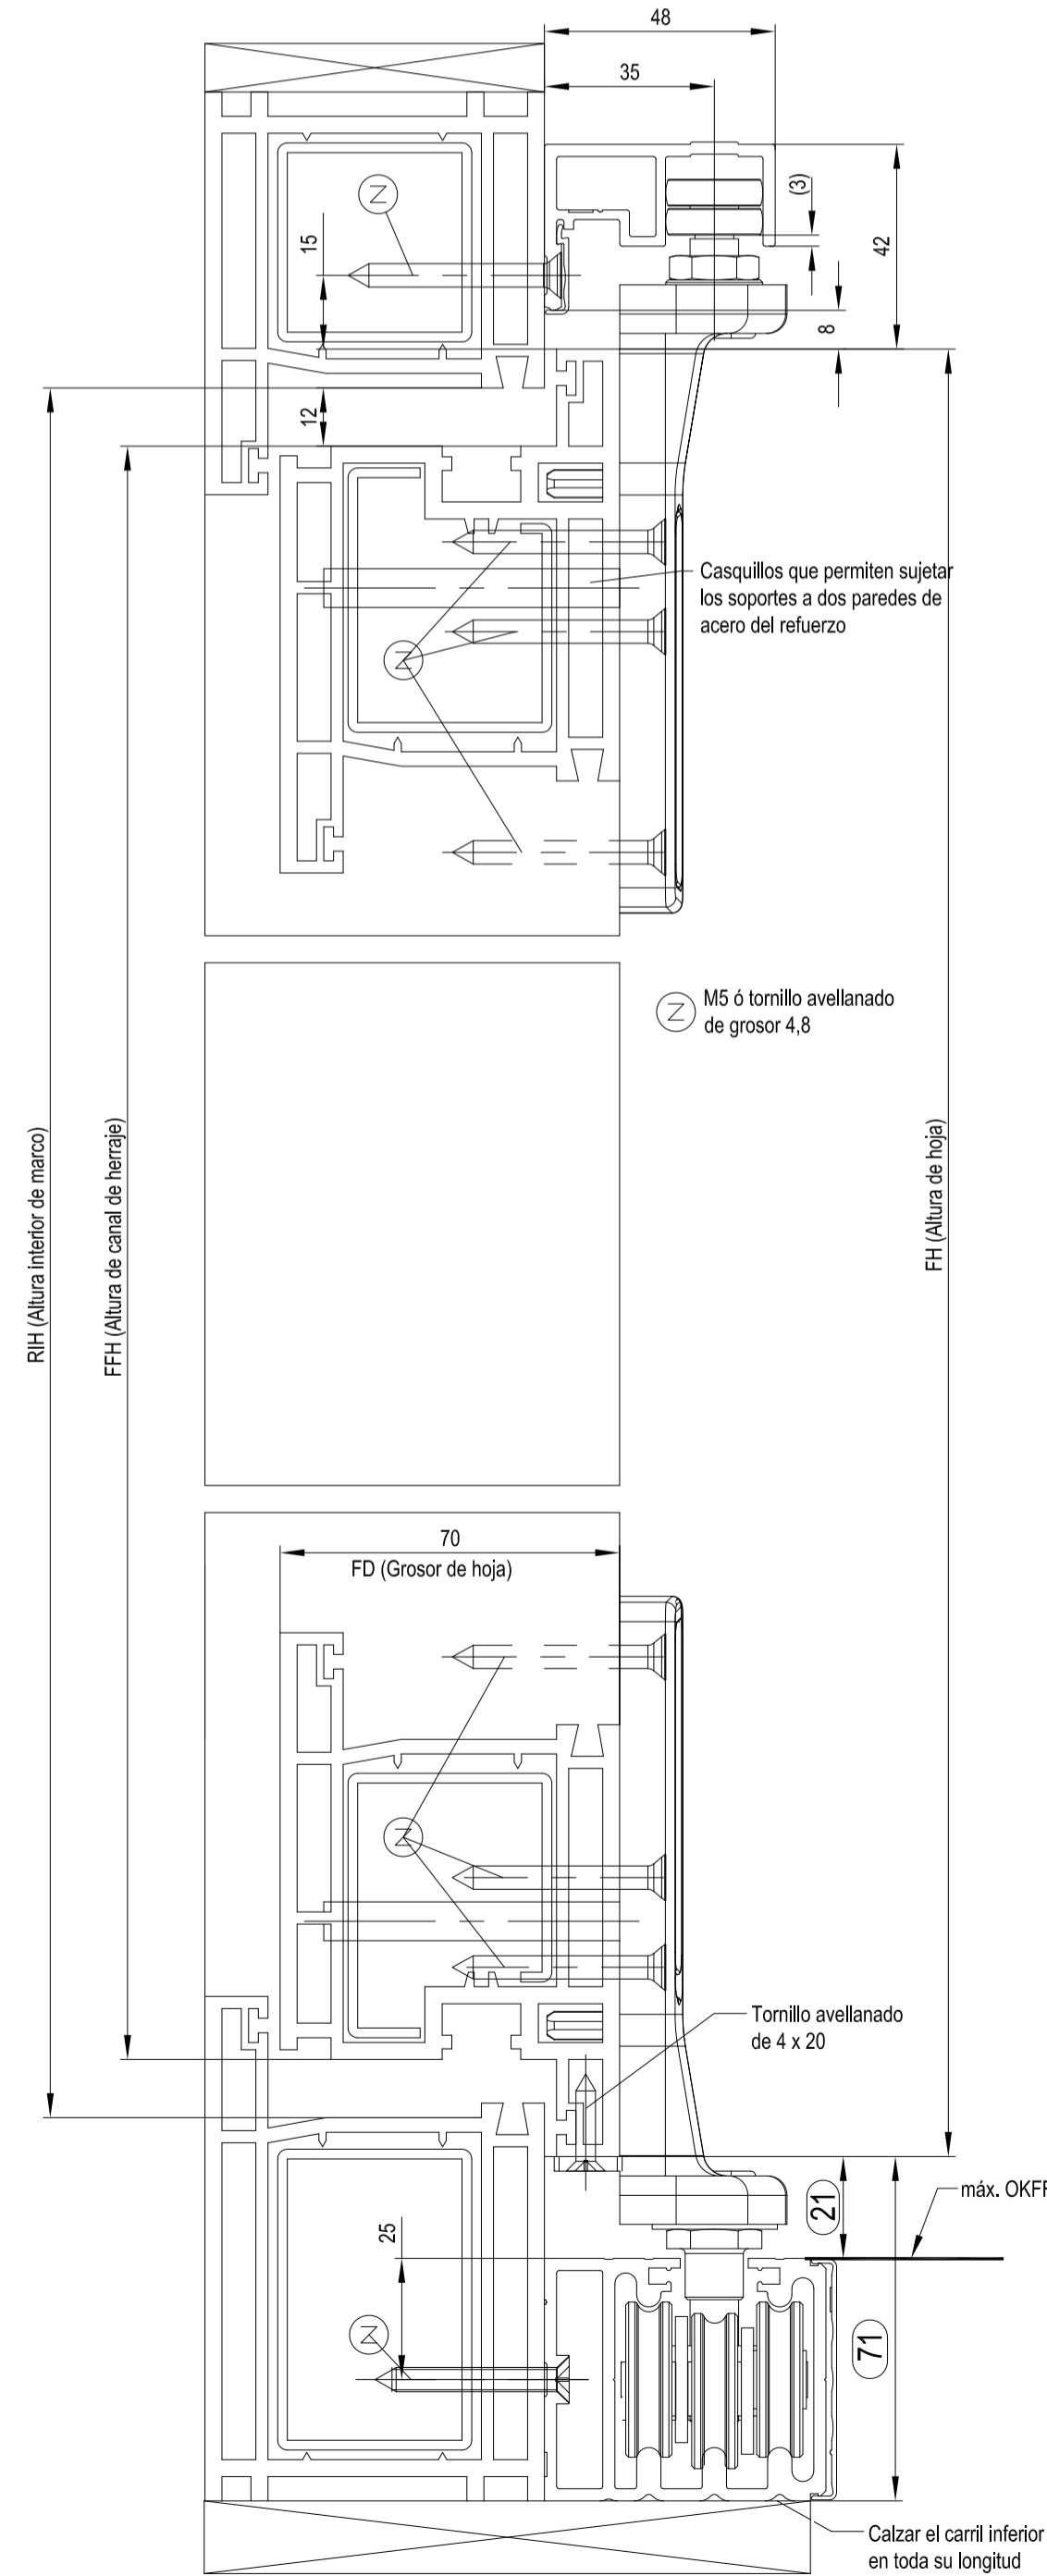 48
35
(3)
42
15
8
12
Casquillos que permiten sujetar
los soportes a dos paredes de
acero del refuerzo
N
N
N
M5 ó tornillo avellanado
de grosor 4,8
RIH (Altura interior de marco)
FFH (Altura de canal de herraje)
FH (Altura de hoja)
70
FD (Grosor de hoja)
N
Tornillo avellanado
de 4 x 20
21
máx. OKFF
25
71
M
Calzar el carril inferior
en toda su longitud